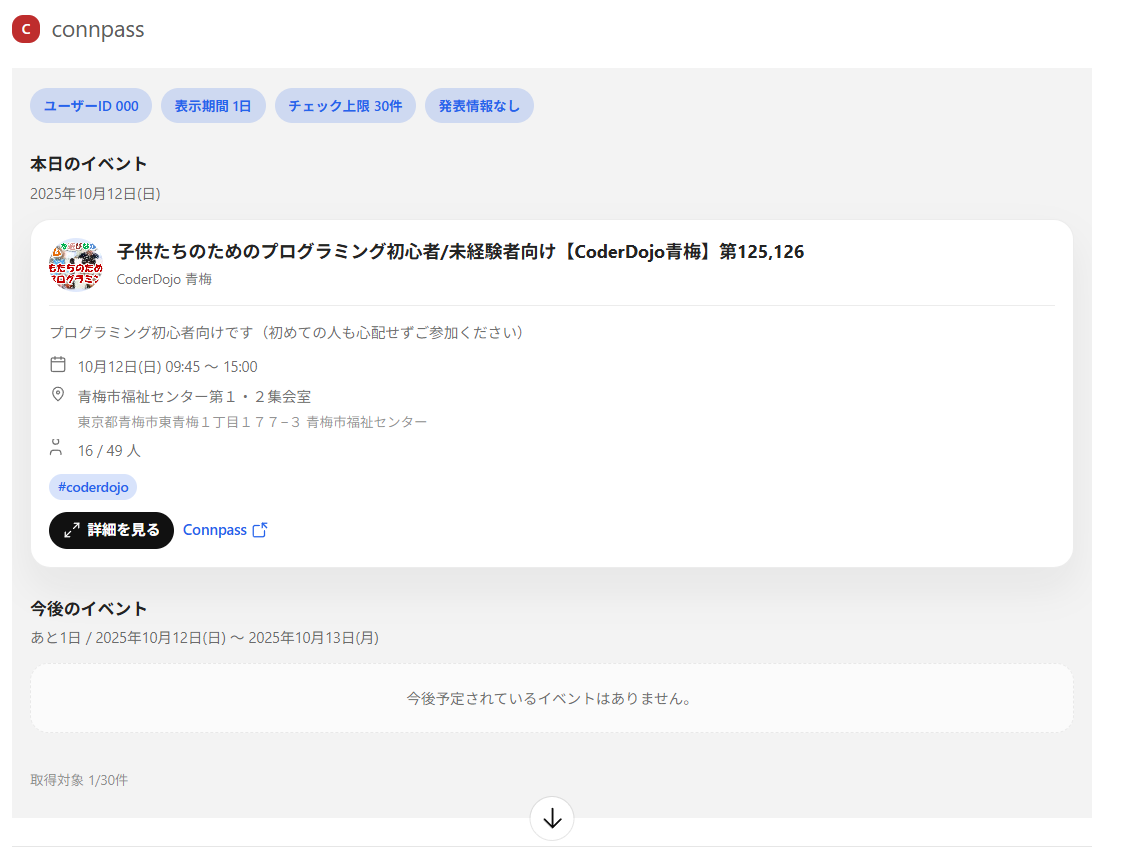 C connpass
ユーザーID 000 表示期間 1日 チェック上限 30件 発表情報なし
本日のイベント
2025年10月12日(日)
子供たちのためのプログラミング初心者/未経験者向け【CoderDojo青梅】第125,126
CoderDojo 青梅
プログラミング初心者向けです（初めての人も心配せずご参加ください）
10月12日(日) 09:45 〜 15:00
青梅市福祉センター第１・２集会室
東京都青梅市東青梅１丁目１７７−３ 青梅市福祉センター
16 / 49 人
#coderdojo
詳細を見る Connpass
今後のイベント
あと1日 / 2025年10月12日(日) 〜 2025年10月13日(月)
今後予定されているイベントはありません。
取得対象 1/30件